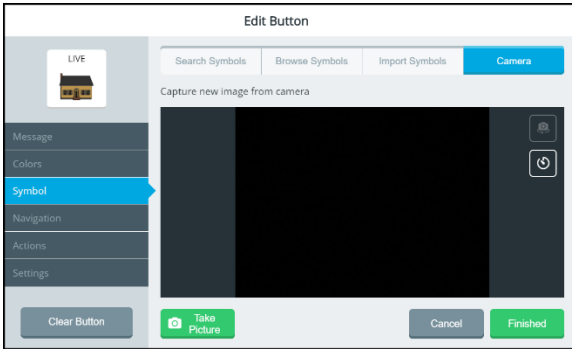 Edit Button
LIVE
Search Symbols
Browse Symbols
Import Symbols
Camera
Capture new image from camera
Message
Colors
Symbol
Navigation
Actions
Settings
Clear Button
Take
Picture
Cancel
Finished